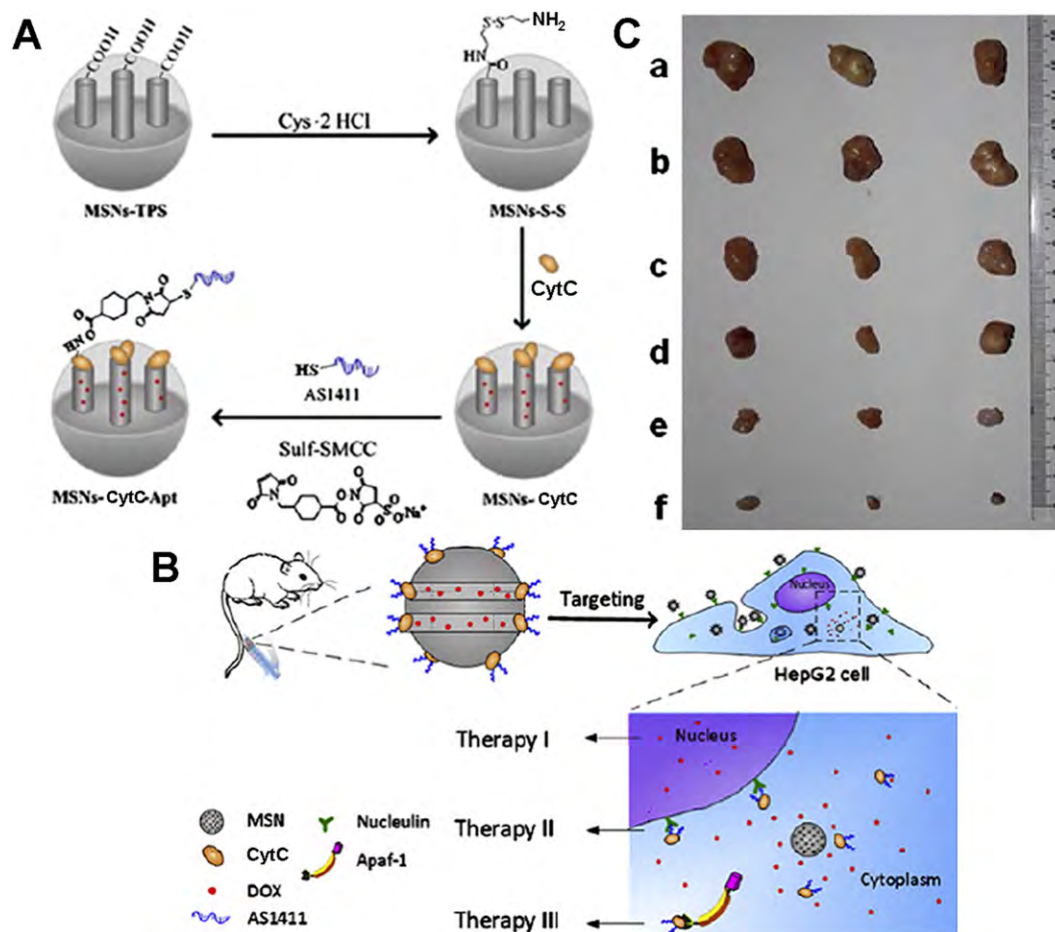 A
COOH
COOH
COOH
MSNs-TPS
Cys-2 HCl
S-S
NH2
HN
O
MSNs-S-S
CytC
MSNs-CytC
HS
AS1411
Sulf-SMCC
O
N
O
O
O
O
N
O
S
O
O
O
Na+
O
N
O
S
O
O
HN
MSNs-CytC-Apt
C
a
b
c
d
e
f
B
Targeting
Nucleus
HepG2 cell
Therapy I
Therapy II
Therapy III
Nucleus
Cytoplasm
MSN
Nucleulin
CytC
Apaf-1
DOX
AS1411